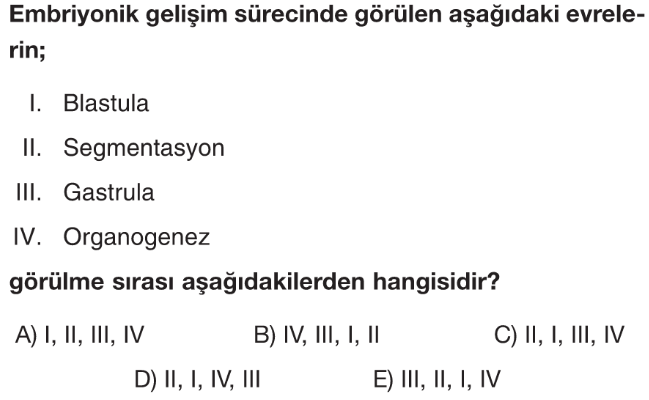 Embriyonik gelişim sürecinde görülen aşağıdaki evrele-
rin;
I. Blastula
II. Segmentasyon
III. Gastrula
IV. Organogenez
görülme sırası aşağıdakilerden hangisidir?
A) I, II, III, IV B) IV, III, I, II C) II, I, III, IV
D) II, I, IV, III E) III, II, I, IV